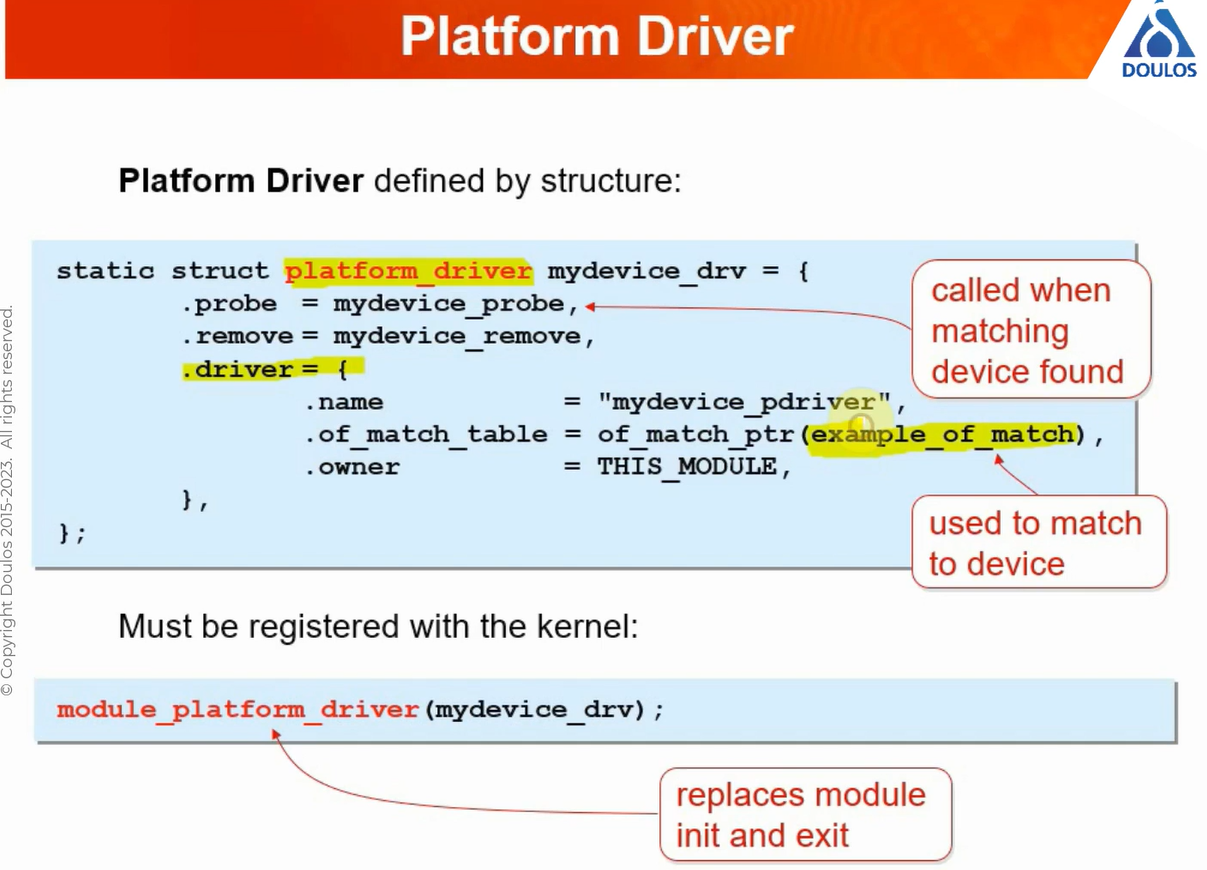 Platform Driver
DOULOS
Platform Driver defined by structure:
static struct platform_driver mydevice_drv = {
.probe = mydevice_probe,
.remove = mydevice_remove,
.driver = {
.name = "mydevice_pdriver",
.of_match_table = of_match_ptr(example_of_match),
.owner = THIS_MODULE,
},
};
called when
matching
device found
used to match
to device
Must be registered with the kernel:
module_platform_driver(mydevice_drv);
replaces module
init and exit
© Copyright Doulos 2015-2023. All rights reserved.